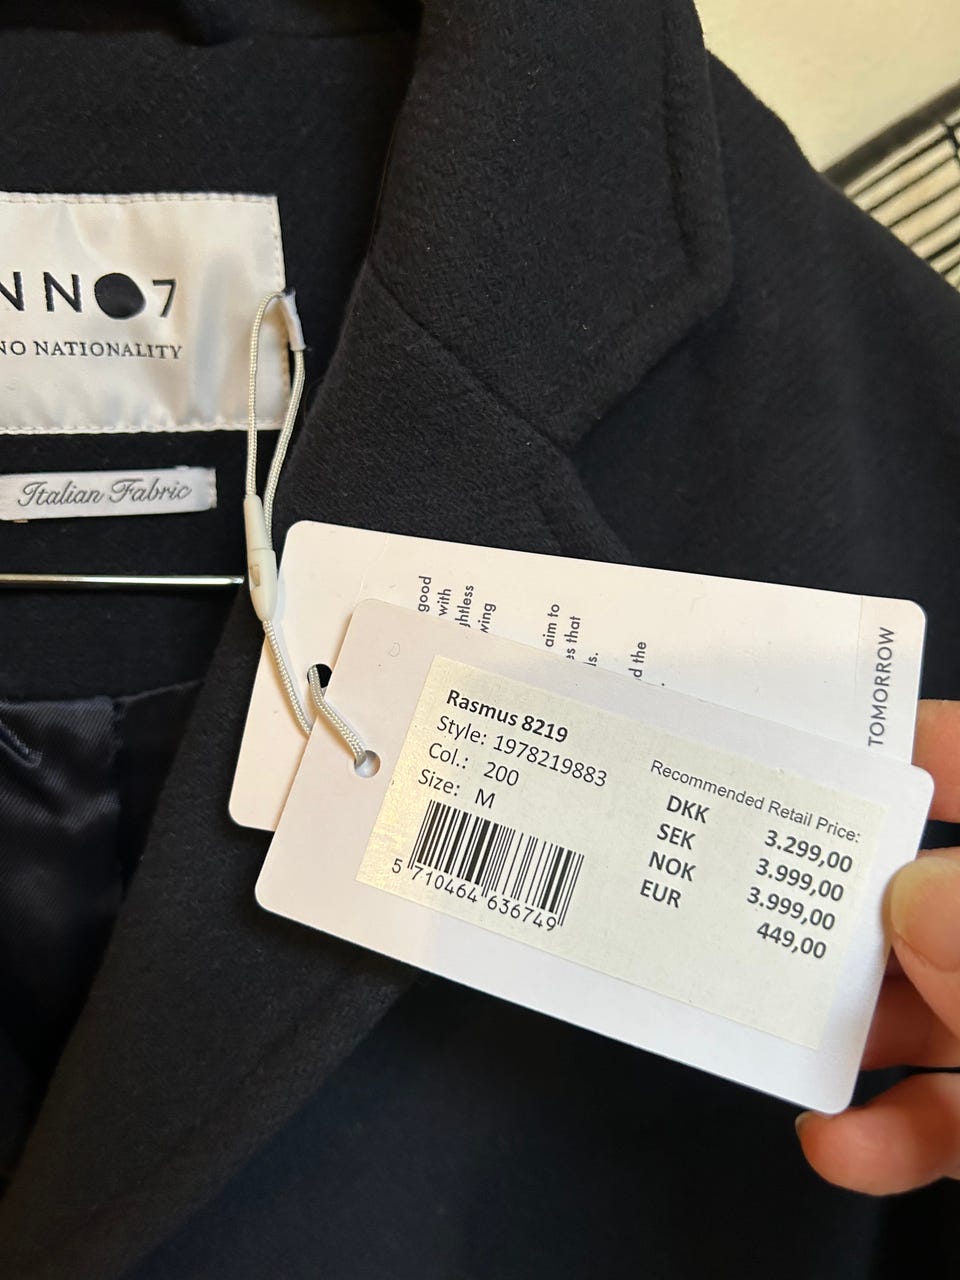 NN07
NO NATIONALITY
Italian Fabric
good
with
wing
aim to
s that
d the
TOMORROW
Rasmus 8219
Style: 1978219883
Col.: 200
Size: M
5 710464 636749
Recommended Retail Price:
DKK 3.299,00
SEK 3.999,00
NOK 3.999,00
EUR 449,00